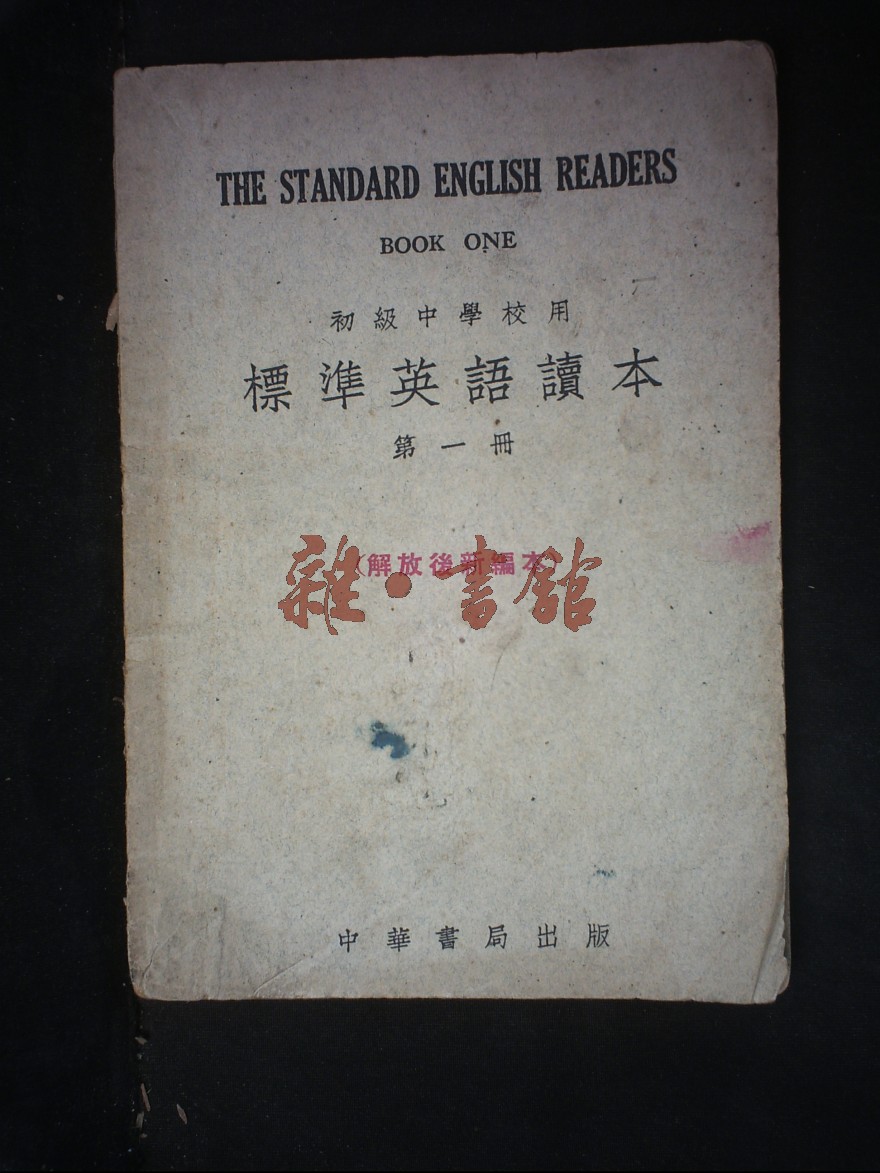 THE STANDARD ENGLISH READERS
BOOK ONE
初級中學校用
標準英語讀本
第一冊
(解放後新編本)
雜·書館
中華書局出版